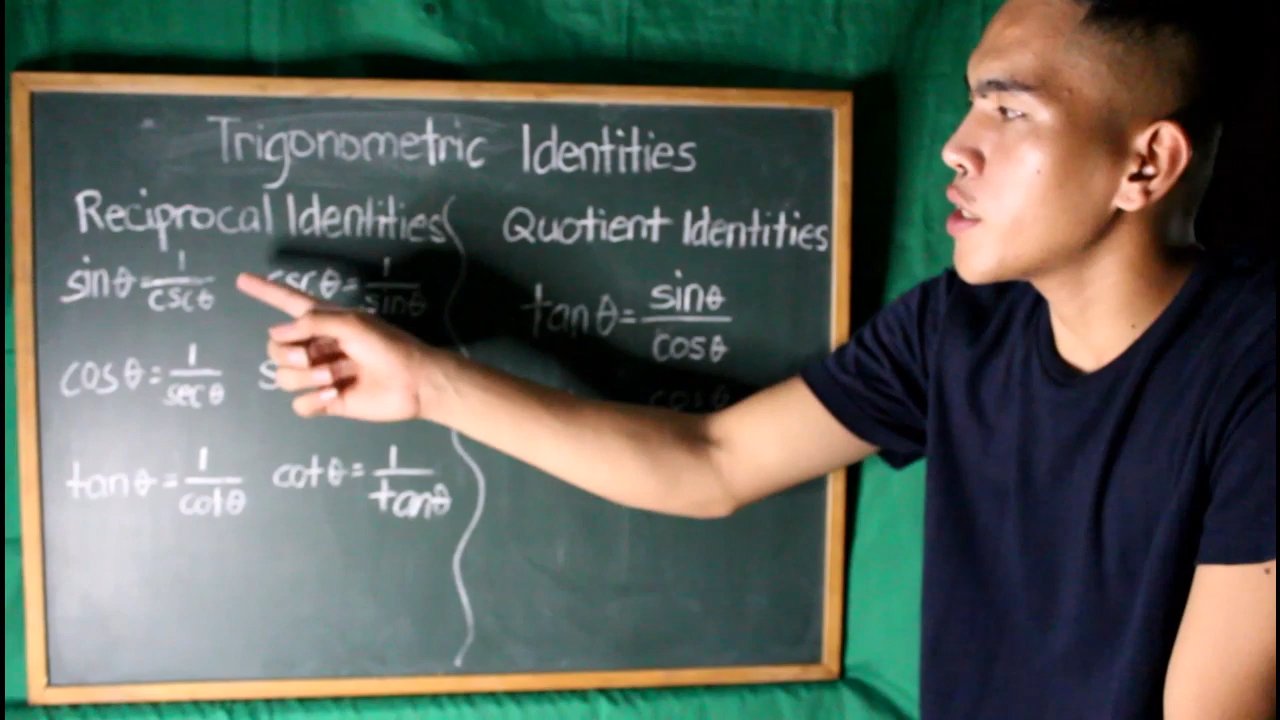 Trigonometric Identities
Reciprocal Identities
sinθ = 1/cscθ cscθ = 1/sinθ
cosθ = 1/secθ s
tanθ = 1/cotθ cotθ = 1/tanθ
Quotient Identities
tanθ = sinθ/cosθ
cosθ